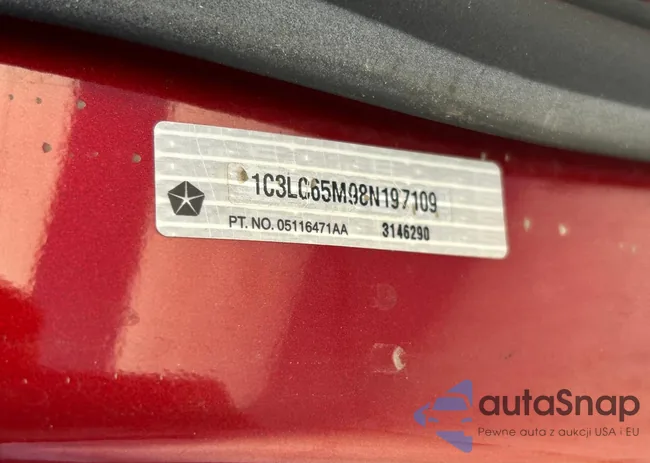 1C3LC65M98N197109
PT. NO. 05116471AA 3146290
autaSnap
Pewne auta z aukcji USA i EU